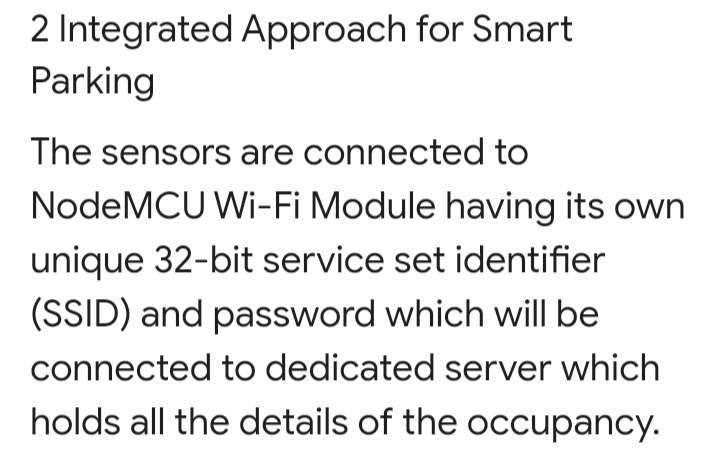 2 Integrated Approach for Smart
Parking
The sensors are connected to
NodeMCU Wi-Fi Module having its own
unique 32-bit service set identifier
(SSID) and password which will be
connected to dedicated server which
holds all the details of the occupancy.